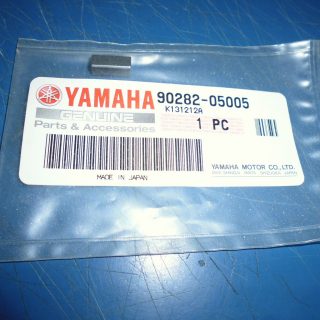 YAMAHA 90282-05005
K131212A
GENUINE
Parts & Accessories
1 PC
YAMAHA MOTOR CO., LTD.
MADE IN JAPAN